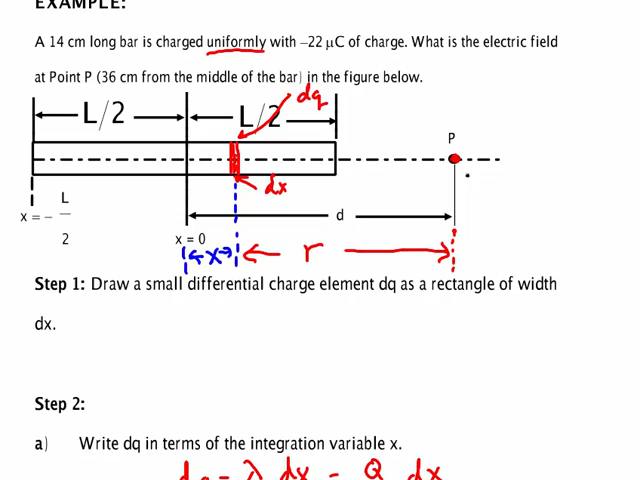 EXAMPLE:
A 14 cm long bar is charged uniformly with −22 μC of charge. What is the electric field
at Point P (36 cm from the middle of the bar) in the figure below.
dq
L/2 L/2
P
dx
x = − L/2
d
x = 0
x r
Step 1: Draw a small differential charge element dq as a rectangle of width
dx.
Step 2:
a) Write dq in terms of the integration variable x.
dq = λ dx = Q dx